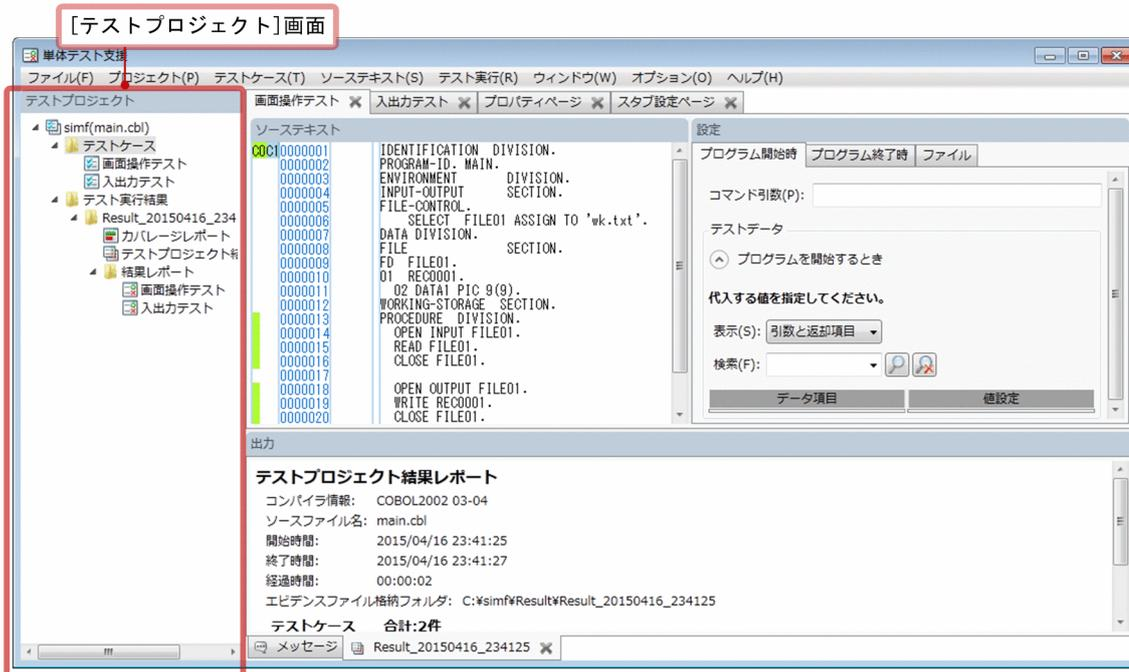 [テストプロジェクト]画面
単体テスト支援
ファイル(F) プロジェクト(P) テストケース(T) ソーステキスト(S) テスト実行(R) ウィンドウ(W) オプション(O) ヘルプ(H)
テストプロジェクト
simf(main.cbl)
テストケース
画面操作テスト
入出力テスト
テスト実行結果
Result_20150416_234
カバレージレポート
テストプロジェクト結
結果レポート
画面操作テスト
入出力テスト
画面操作テスト 入出力テスト プロパティページ スタブ設定ページ
ソーステキスト
C0C1 0000001 IDENTIFICATION DIVISION.
0000002 PROGRAM-ID. MAIN.
0000003 ENVIRONMENT DIVISION.
0000004 INPUT-OUTPUT SECTION.
0000005 FILE-CONTROL.
0000006 SELECT FILE01 ASSIGN TO 'wk.txt'.
0000007 DATA DIVISION.
0000008 FILE SECTION.
0000009 FD FILE01.
0000010 01 REC0001.
0000011 02 DATA1 PIC 9(9).
0000012 WORKING-STORAGE SECTION.
0000013 PROCEDURE DIVISION.
0000014 OPEN INPUT FILE01.
0000015 READ FILE01.
0000016 CLOSE FILE01.
0000017
0000018 OPEN OUTPUT FILE01.
0000019 WRITE REC0001.
0000020 CLOSE FILE01.
設定
プログラム開始時 プログラム終了時 ファイル
コマンド引数(P):
テストデータ
プログラムを開始するとき
代入する値を指定してください。
表示(S): 引数と返却項目
検索(F):
データ項目 値設定
出力
テストプロジェクト結果レポート
コンパイラ情報: COBOL2002 03-04
ソースファイル名: main.cbl
開始時間: 2015/04/16 23:41:25
終了時間: 2015/04/16 23:41:27
経過時間: 00:00:02
エビデンスファイル格納フォルダ: C:¥simf¥Result¥Result_20150416_234125
テストケース 合計:2件
メッセージ Result_20150416_234125